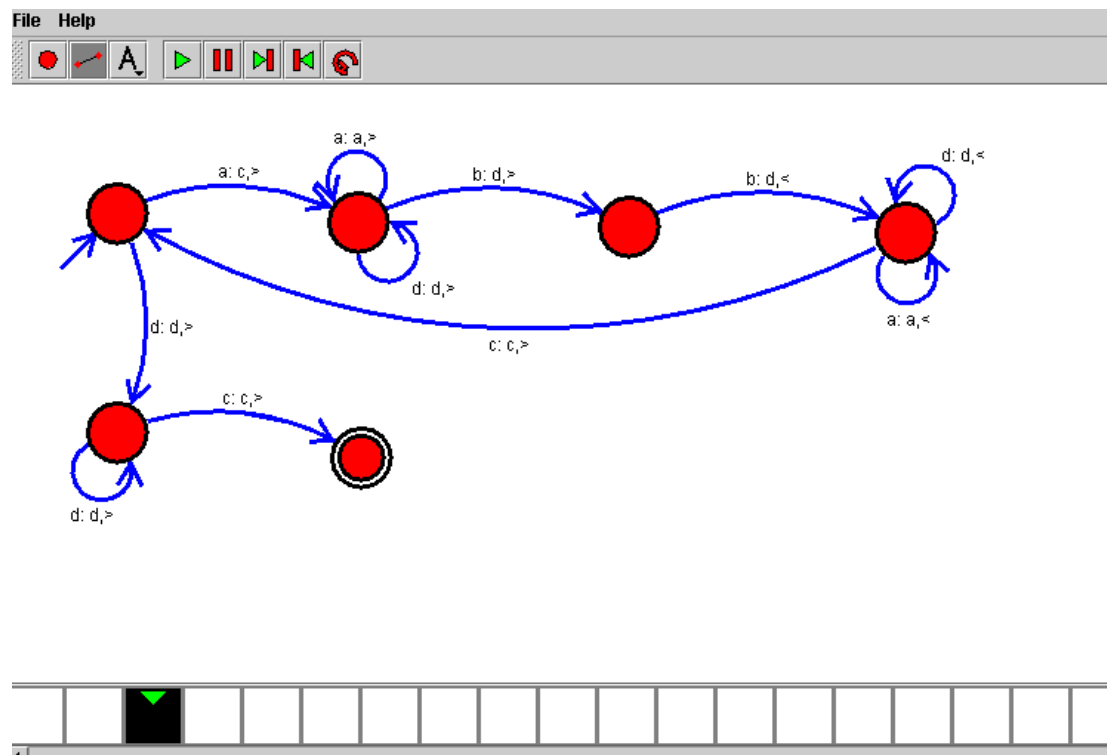 File Help
A
a: a,>
d: d,<
a: c,>
b: d,>
b: d,<
d: d,>
a: a,<
d: d,>
c: c,>
c: c,>
d: d,>